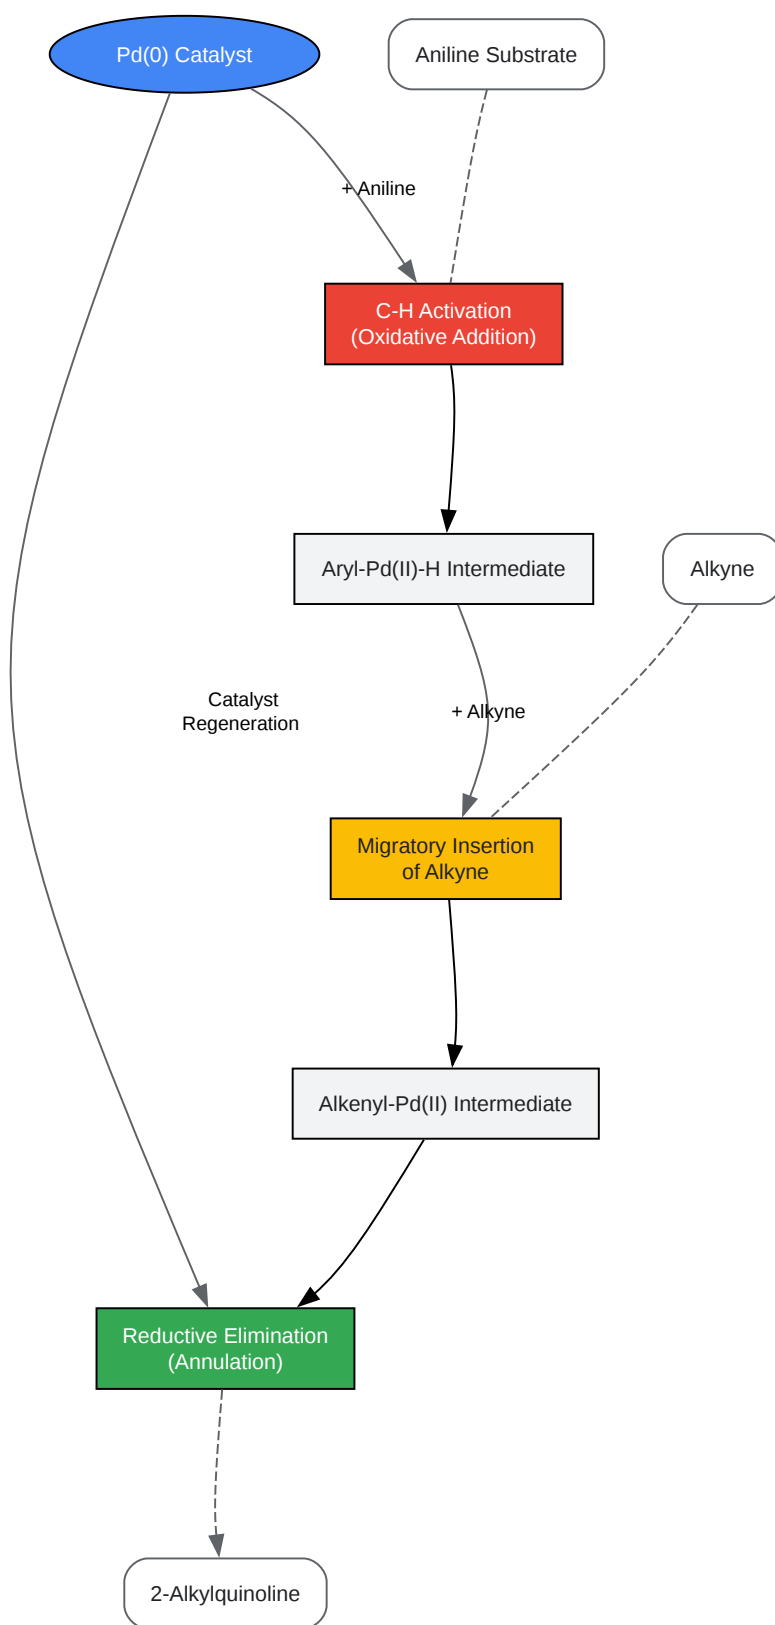 Pd(0) Catalyst
Aniline Substrate
+ Aniline
C-H Activation
(Oxidative Addition)
Aryl-Pd(II)-H Intermediate
Alkyne
Catalyst
Regeneration
+ Alkyne
Migratory Insertion
of Alkyne
Alkenyl-Pd(II) Intermediate
Reductive Elimination
(Annulation)
2-Alkylquinoline